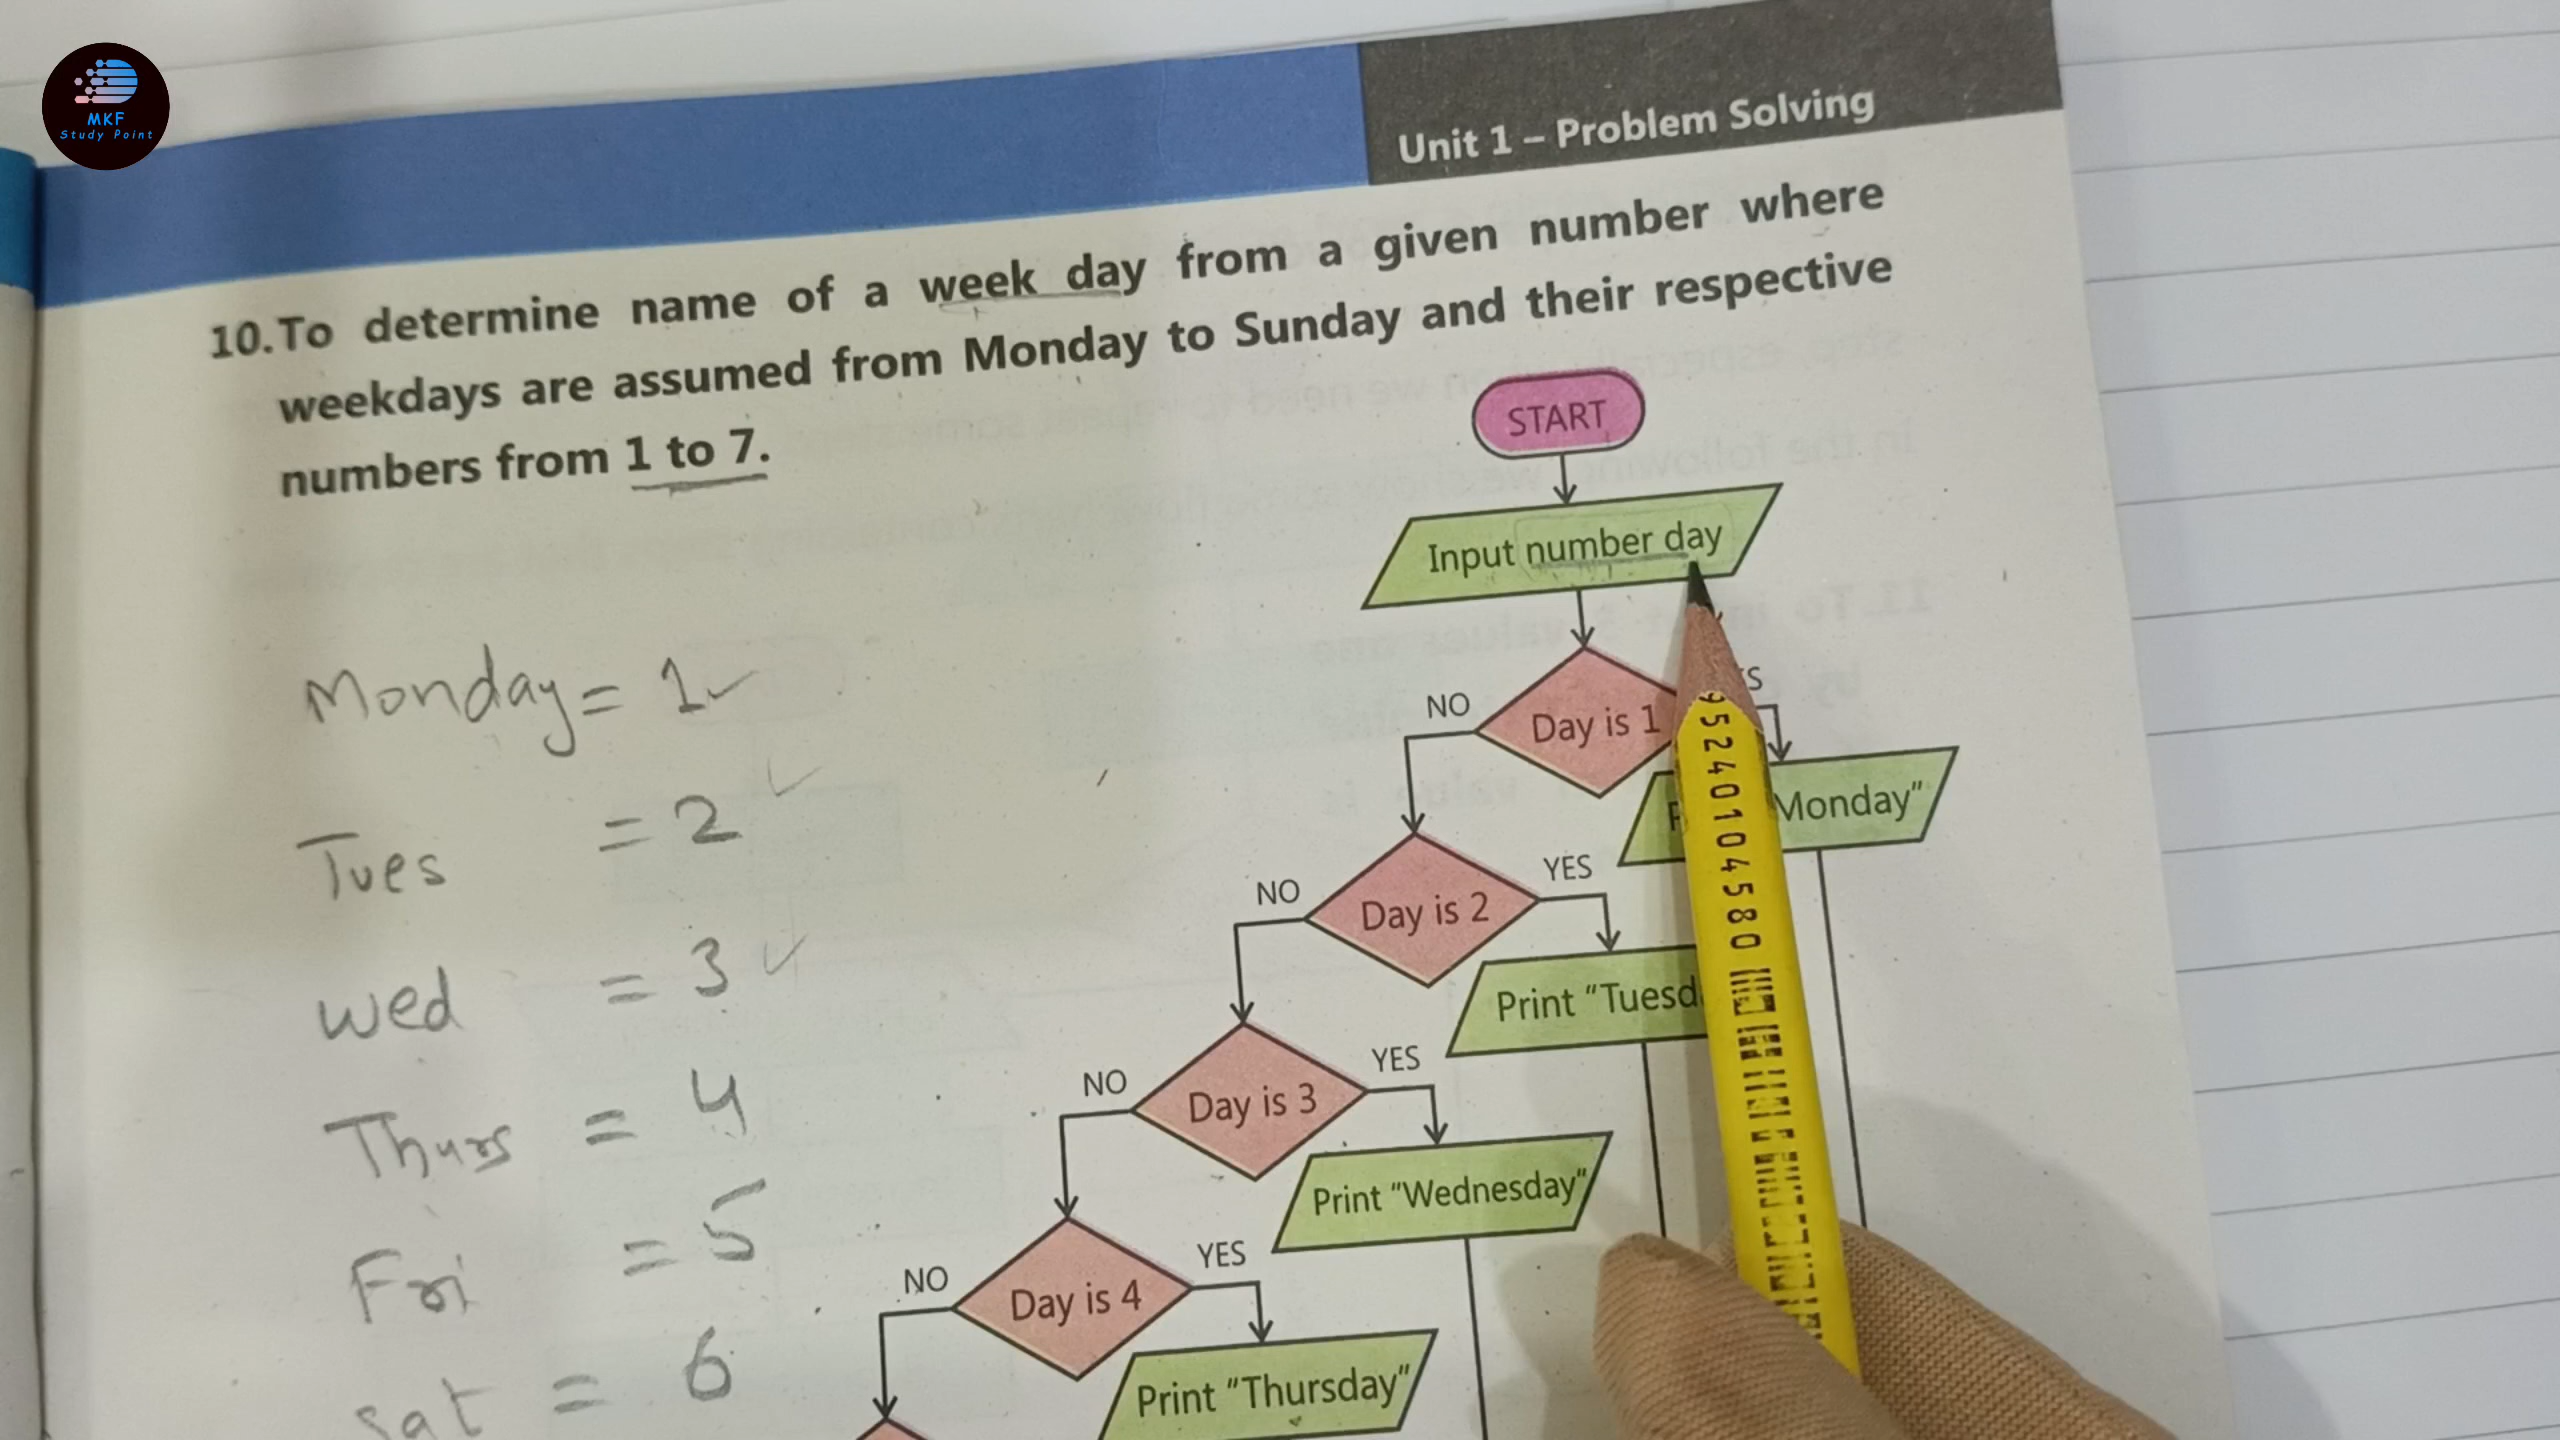 MKF
Study Point
Unit 1 – Problem Solving
10. To determine name of a week day from a given number where
weekdays are assumed from Monday to Sunday and their respective
numbers from 1 to 7.
START
Input number day
NO
Day is 1
Monday"
NO
Day is 2
YES
Print "Tuesd
NO
Day is 3
YES
Print "Wednesday"
NO
Day is 4
YES
Print "Thursday"
Monday = 1
Tues = 2
Wed = 3
Thurs = 4
Fri = 5
Sat = 6
9524010458​0